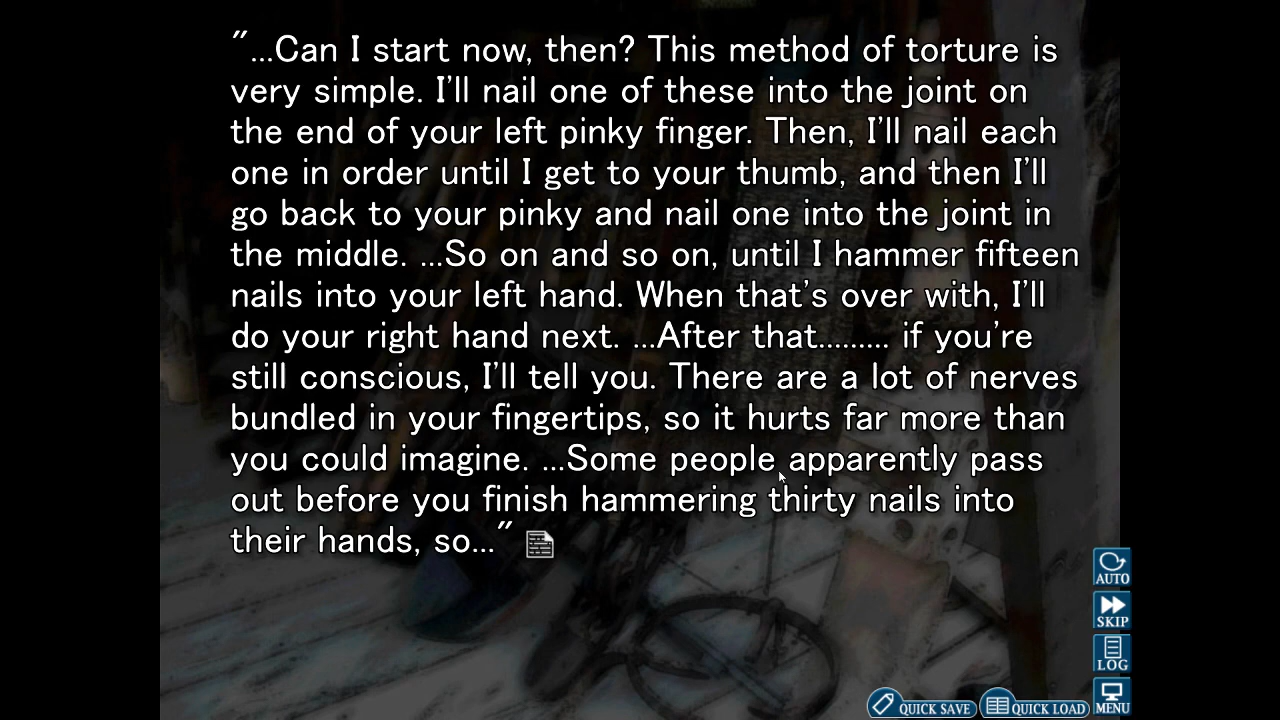 "...Can I start now, then? This method of torture is
very simple. I'll nail one of these into the joint on
the end of your left pinky finger. Then, I'll nail each
one in order until I get to your thumb, and then I'll
go back to your pinky and nail one into the joint in
the middle. ...So on and so on, until I hammer fifteen
nails into your left hand. When that's over with, I'll
do your right hand next. ...After that......... if you're
still conscious, I'll tell you. There are a lot of nerves
bundled in your fingertips, so it hurts far more than
you could imagine. ...Some people apparently pass
out before you finish hammering thirty nails into
their hands, so..."
AUTO
SKIP
LOG
MENU
QUICK SAVE
QUICK LOAD